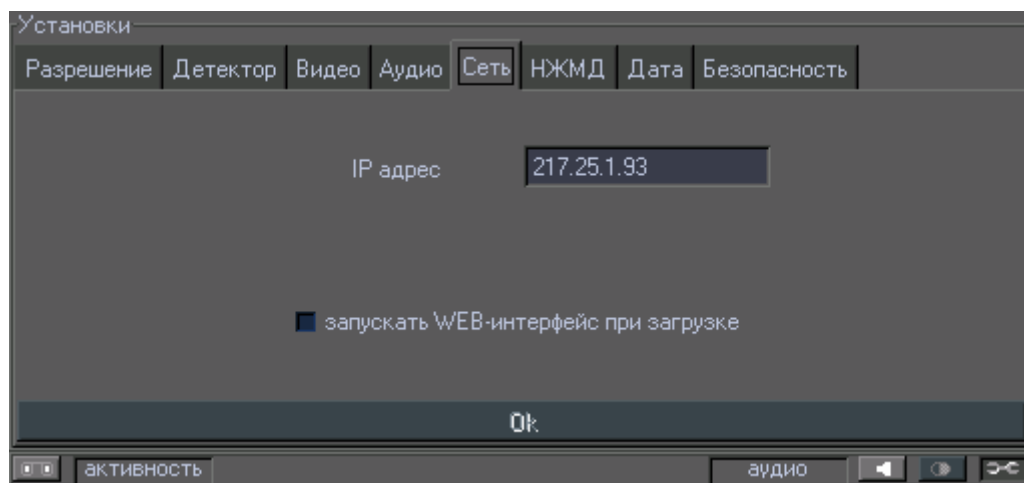 Установки
Разрешение Детектор Видео Аудио Сеть НЖМД Дата Безопасность
IP адрес 217.25.1.93
запускать WEB-интерфейс при загрузке
Ok
активность аудио